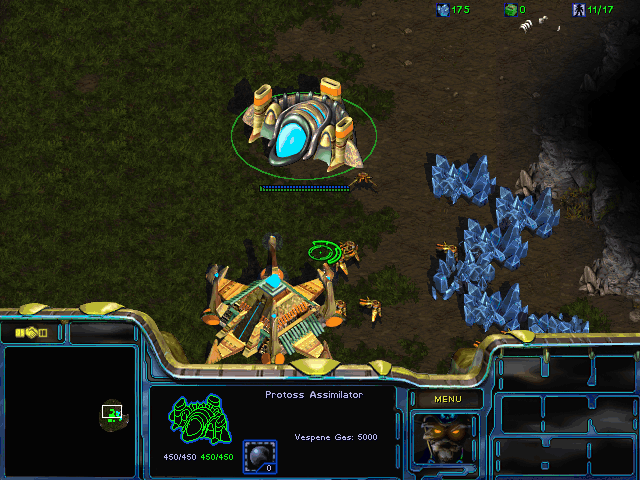 175 0 11/17
Protoss Assimilator
MENU
Vespene Gas: 5000
450/450 450/450
0